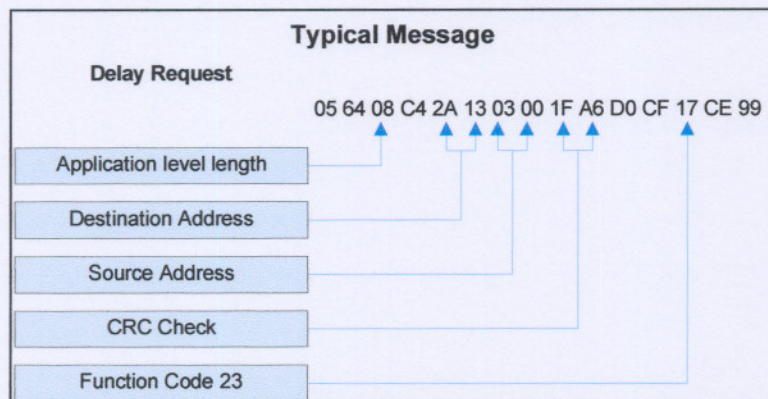 Typical Message
Delay Request
05 64 08 C4 2A 13 03 00 1F A6 D0 CF 17 CE 99
Application level length
Destination Address
Source Address
CRC Check
Function Code 23